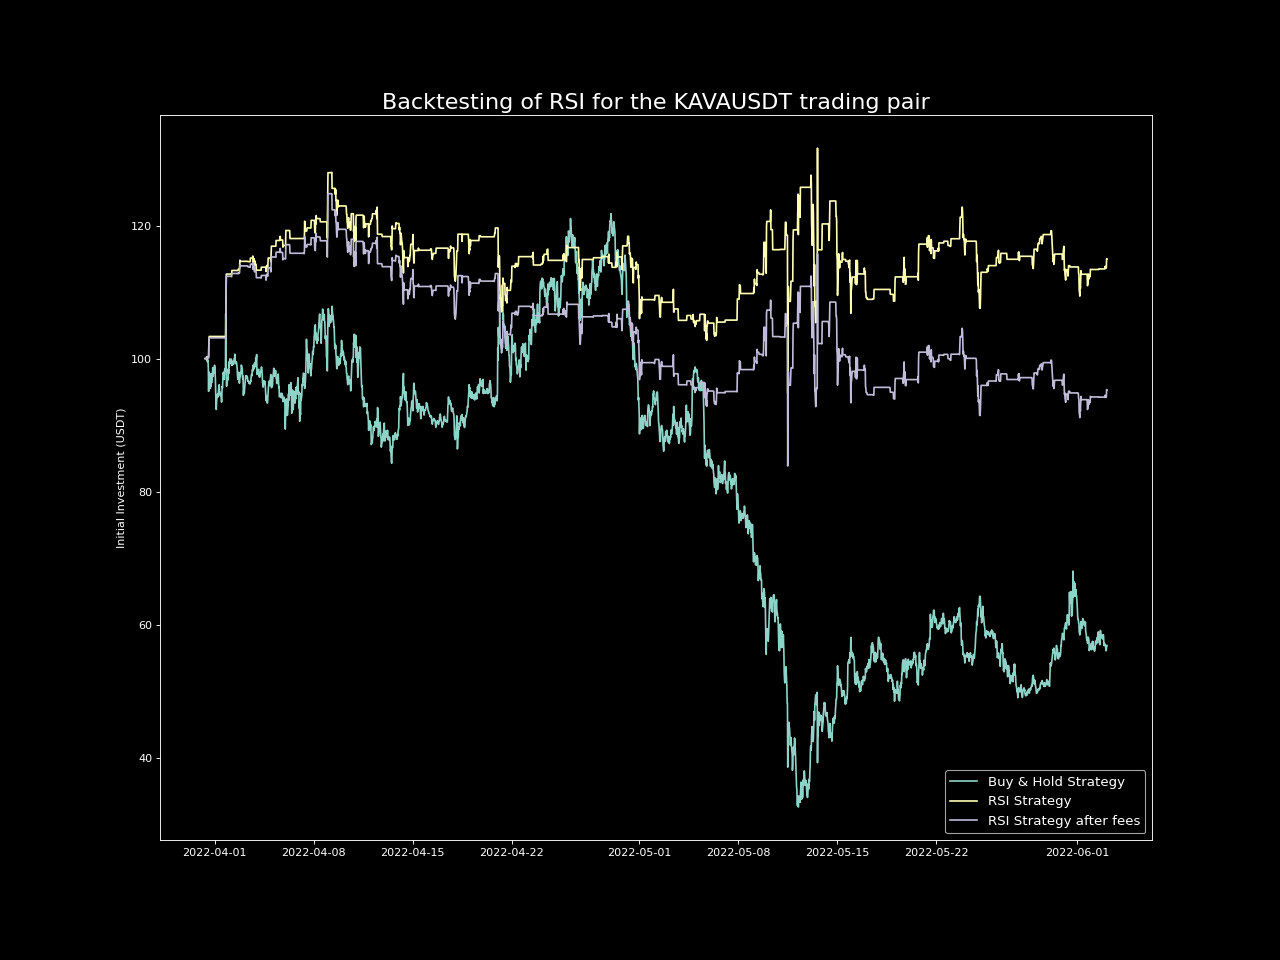 Backtesting of RSI for the KAVAUSDT trading pair
120
100
80
60
40
Initial Investment (USDT)
2022-04-01 2022-04-08 2022-04-15 2022-04-22 2022-05-01 2022-05-08 2022-05-15 2022-05-22 2022-06-01
Buy & Hold Strategy
RSI Strategy
RSI Strategy after fees